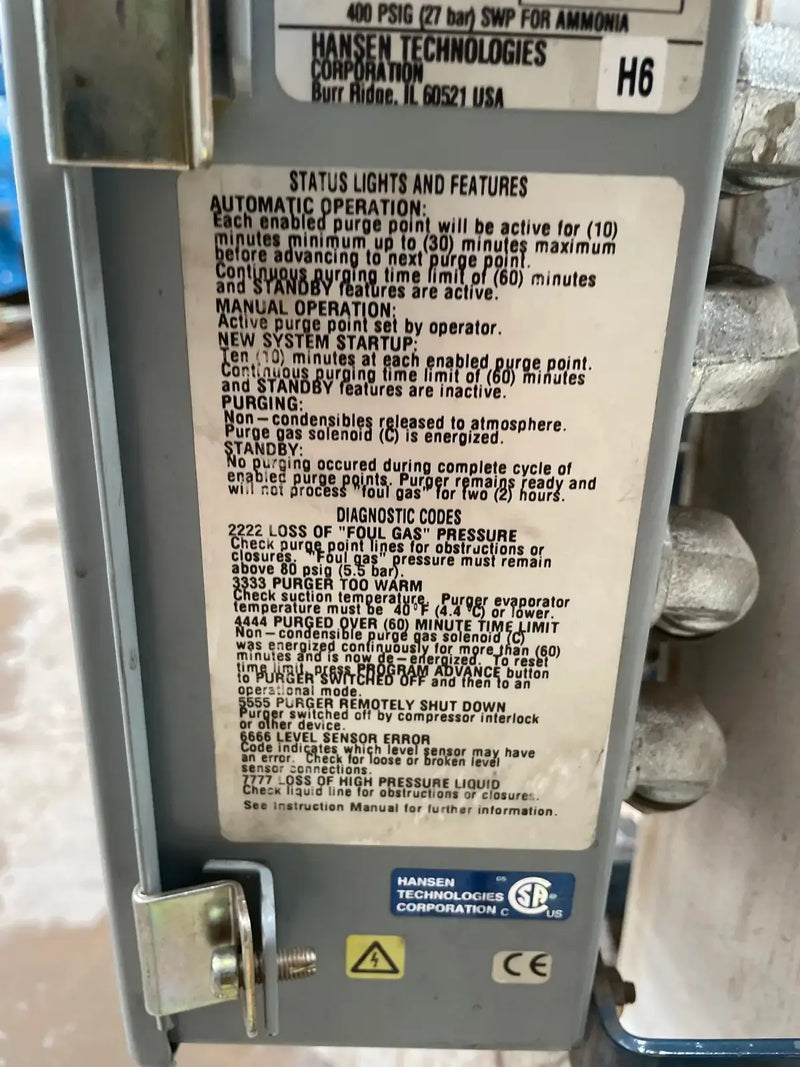 400 PSIG (27 bar) SWP FOR AMMONIA
HANSEN TECHNOLOGIES
CORPORATION
Burr Ridge, IL 60521 USA
H6
STATUS LIGHTS AND FEATURES
AUTOMATIC OPERATION:
Each enabled purge point will be active for (10)
minutes minimum up to (30) minutes maximum
before advancing to next purge point.
Continuous purging time limit of (60) minutes
and STANDBY features are active.
MANUAL OPERATION:
Active purge point set by operator.
NEW SYSTEM STARTUP:
Ten (10) minutes at each enabled purge point.
Continuous purging time limit of (60) minutes
and STANDBY features are inactive.
PURGING:
Non-condensibles released to atmosphere.
Purge gas solenoid (C) is energized.
STANDBY:
No purging occured during complete cycle of
enabled purge points. Purger remains ready and
will not process "foul gas" for two (2) hours.
DIAGNOSTIC CODES
2222 LOSS OF "FOUL GAS" PRESSURE
Check purge point lines for obstructions or
closures. "Foul gas" pressure must remain
above 80 psig (5.5 bar).
3333 PURGER TOO WARM
Check suction temperature. Purger evaporator
temperature must be 40°F (4.4°C) or lower.
4444 PURGED OVER (60) MINUTE TIME LIMIT
Non-condensible purge gas solenoid (C)
was energized continuously for more than (60)
minutes and is now de-energized. To reset
time limit, press PROGRAM ADVANCE button
to PURGER SWITCHED OFF and then to an
operational mode.
5555 PURGER REMOTELY SHUT DOWN
Purger switched off by compressor interlock
or other device.
6666 LEVEL SENSOR ERROR
Code indicates which level sensor may have
an error. Check for loose or broken level
sensor connections.
7777 LOSS OF HIGH PRESSURE LIQUID
Check liquid line for obstructions or closures.
See Instruction Manual for further information.
HANSEN
TECHNOLOGIES
CORPORATION
C SA US
CE